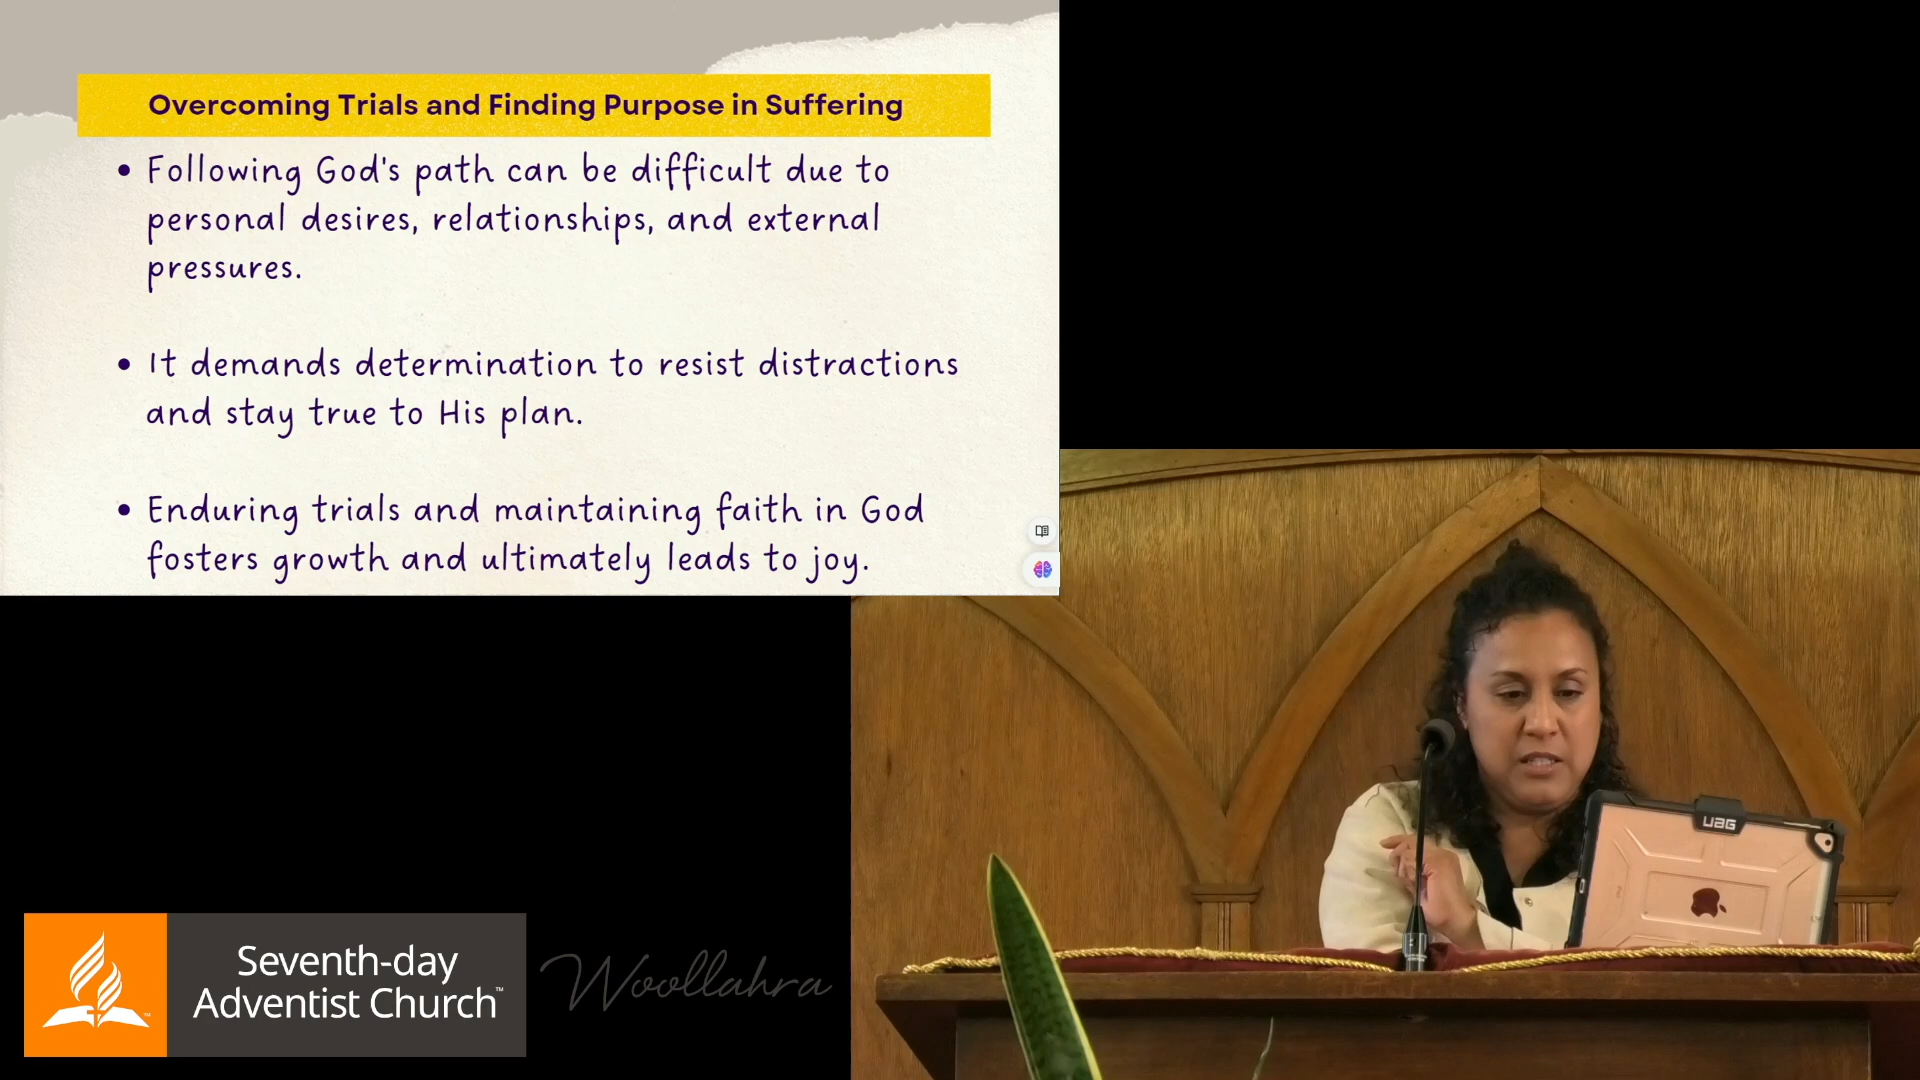 Overcoming Trials and Finding Purpose in Suffering
• Following God's path can be difficult due to
personal desires, relationships, and external
pressures.
• It demands determination to resist distractions
and stay true to His plan.
• Enduring trials and maintaining faith in God
fosters growth and ultimately leads to joy.
UAG
Seventh-day
Adventist Church™
Woollahra